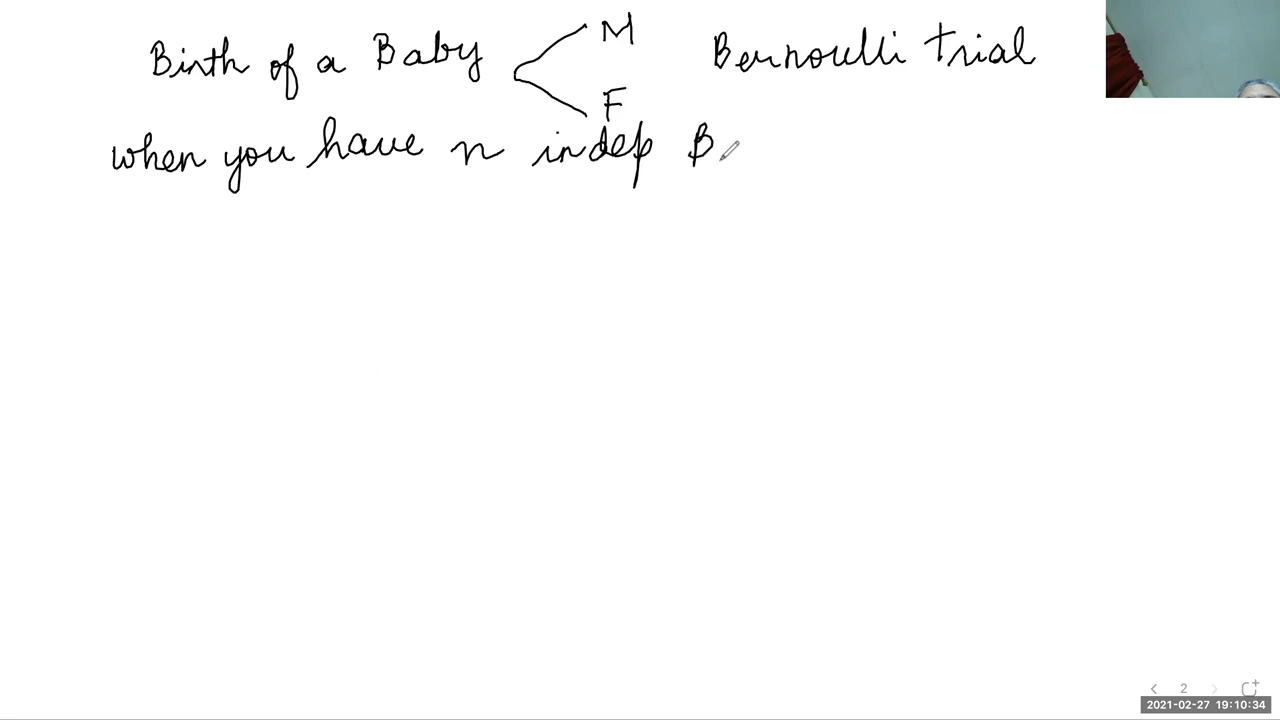 Birth of a Baby M Bernoulli trial
F
when you have n indep B
2
2021-02-27 19:10:34